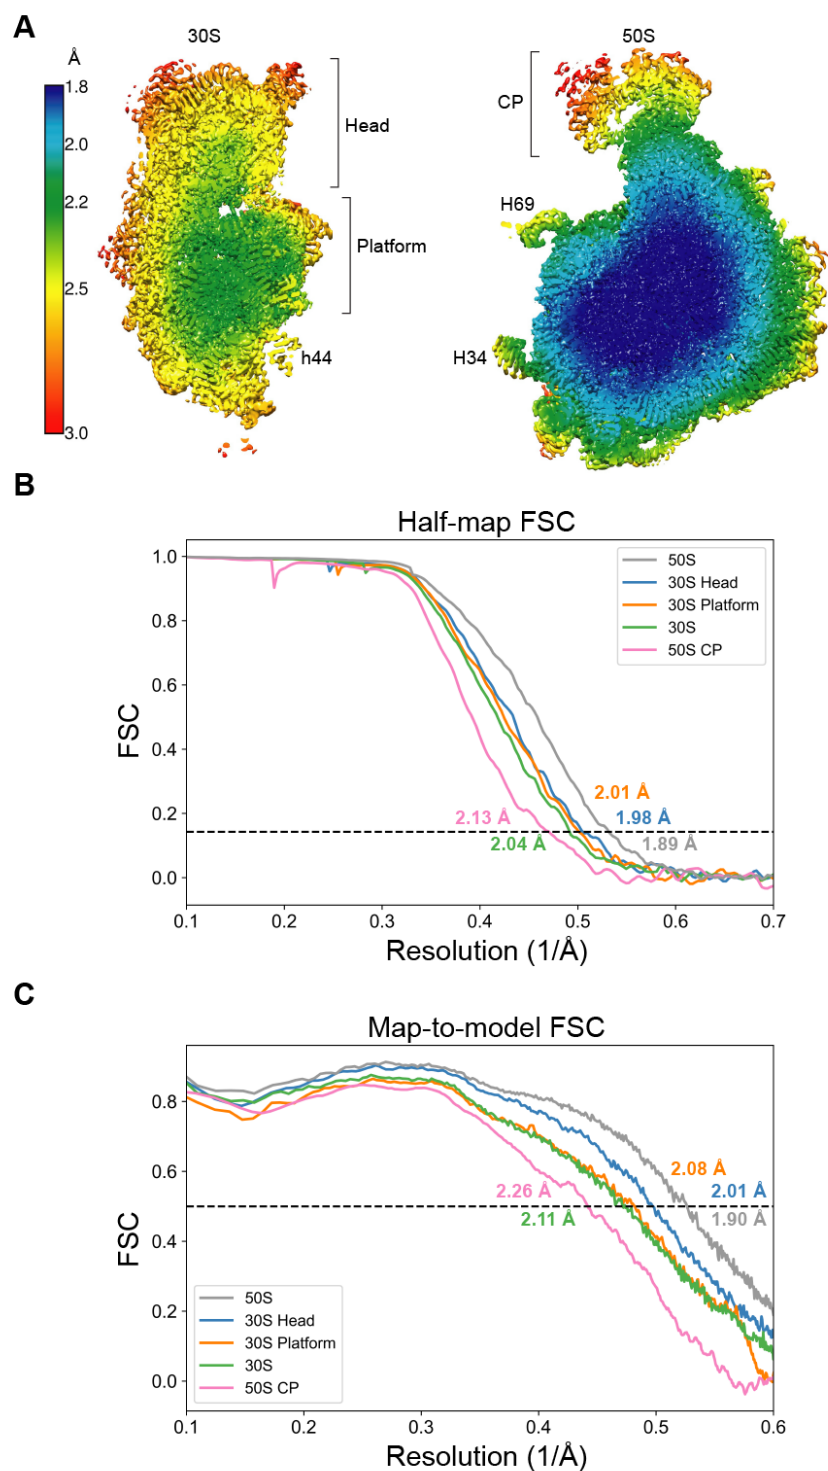 A
30S
50S
Å
1.8
2.0
2.2
2.5
3.0
Head
Platform
h44
CP
H69
H34
B
Half-map FSC
1.0
0.8
0.6
0.4
0.2
0.0
FSC
50S
30S Head
30S Platform
30S
50S CP
2.01 Å
2.13 Å
1.98 Å
2.04 Å
1.89 Å
0.1
0.2
0.3
0.4
0.5
0.6
0.7
Resolution (1/Å)
C
Map-to-model FSC
0.8
0.6
0.4
0.2
0.0
FSC
2.08 Å
2.26 Å
2.01 Å
2.11 Å
1.90 Å
50S
30S Head
30S Platform
30S
50S CP
0.1
0.2
0.3
0.4
0.5
0.6
Resolution (1/Å)